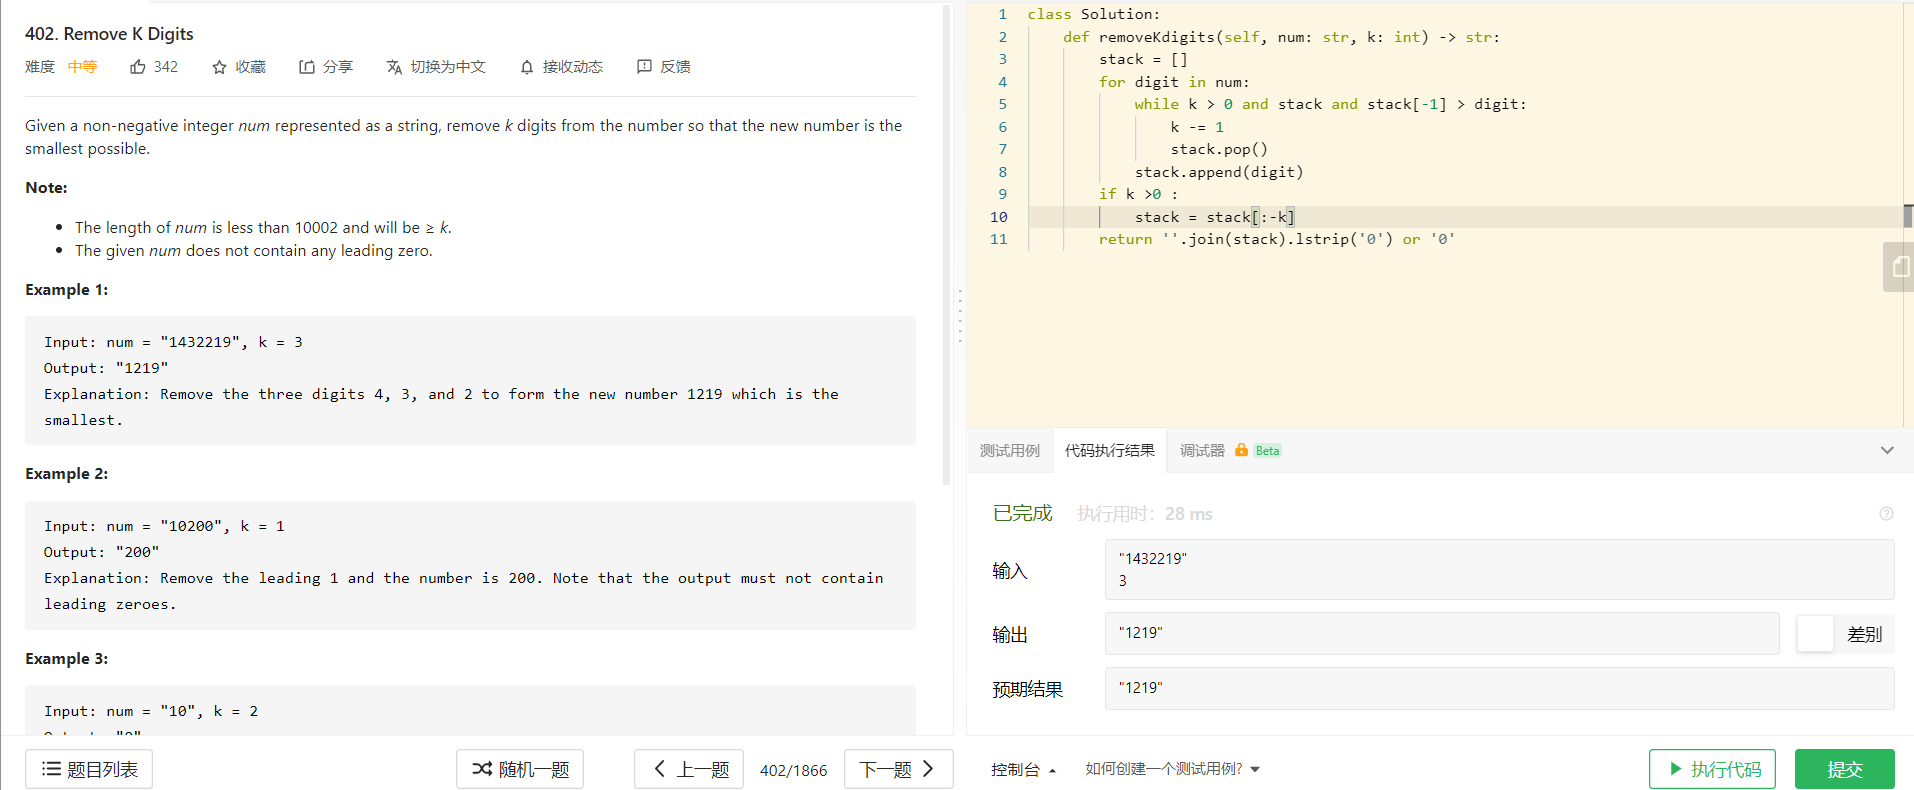 402. Remove K Digits
难度 中等 342 收藏 分享 切换为中文 接收动态 反馈
Given a non-negative integer num represented as a string, remove k digits from the number so that the new number is the
smallest possible.
Note:
• The length of num is less than 10002 and will be ≥ k.
• The given num does not contain any leading zero.
Example 1:
Input: num = "1432219", k = 3
Output: "1219"
Explanation: Remove the three digits 4, 3, and 2 to form the new number 1219 which is the
smallest.
Example 2:
Input: num = "10200", k = 1
Output: "200"
Explanation: Remove the leading 1 and the number is 200. Note that the output must not contain
leading zeroes.
Example 3:
Input: num = "10", k = 2
题目列表 随机一题 上一题 402/1866 下一题
1 class Solution:
2 def removeKdigits(self, num: str, k: int) -> str:
3 stack = []
4 for digit in num:
5 while k > 0 and stack and stack[-1] > digit:
6 k -= 1
7 stack.pop()
8 stack.append(digit)
9 if k >0 :
10 stack = stack[:-k]
11 return ''.join(stack).lstrip('0') or '0'
测试用例 代码执行结果 调试器 Beta
已完成 执行用时: 28 ms
输入 "1432219"
3
输出 "1219" 差别
预期结果 "1219"
控制台 如何创建一个测试用例? 执行代码 提交